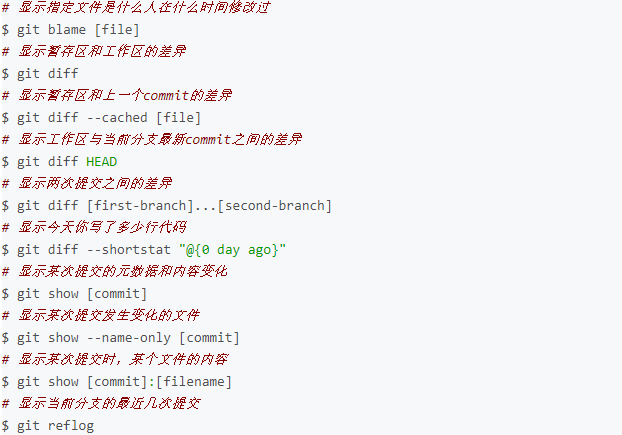 # 显示指定文件是什么人在什么时间修改过
$ git blame [file]
# 显示暂存区和工作区的差异
$ git diff
# 显示暂存区和上一个commit的差异
$ git diff --cached [file]
# 显示工作区与当前分支最新commit之间的差异
$ git diff HEAD
# 显示两次提交之间的差异
$ git diff [first-branch]...[second-branch]
# 显示今天你写了多少行代码
$ git diff --shortstat "@{0 day ago}"
# 显示某次提交的元数据和内容变化
$ git show [commit]
# 显示某次提交发生变化的文件
$ git show --name-only [commit]
# 显示某次提交时，某个文件的内容
$ git show [commit]:[filename]
# 显示当前分支的最近几次提交
$ git reflog